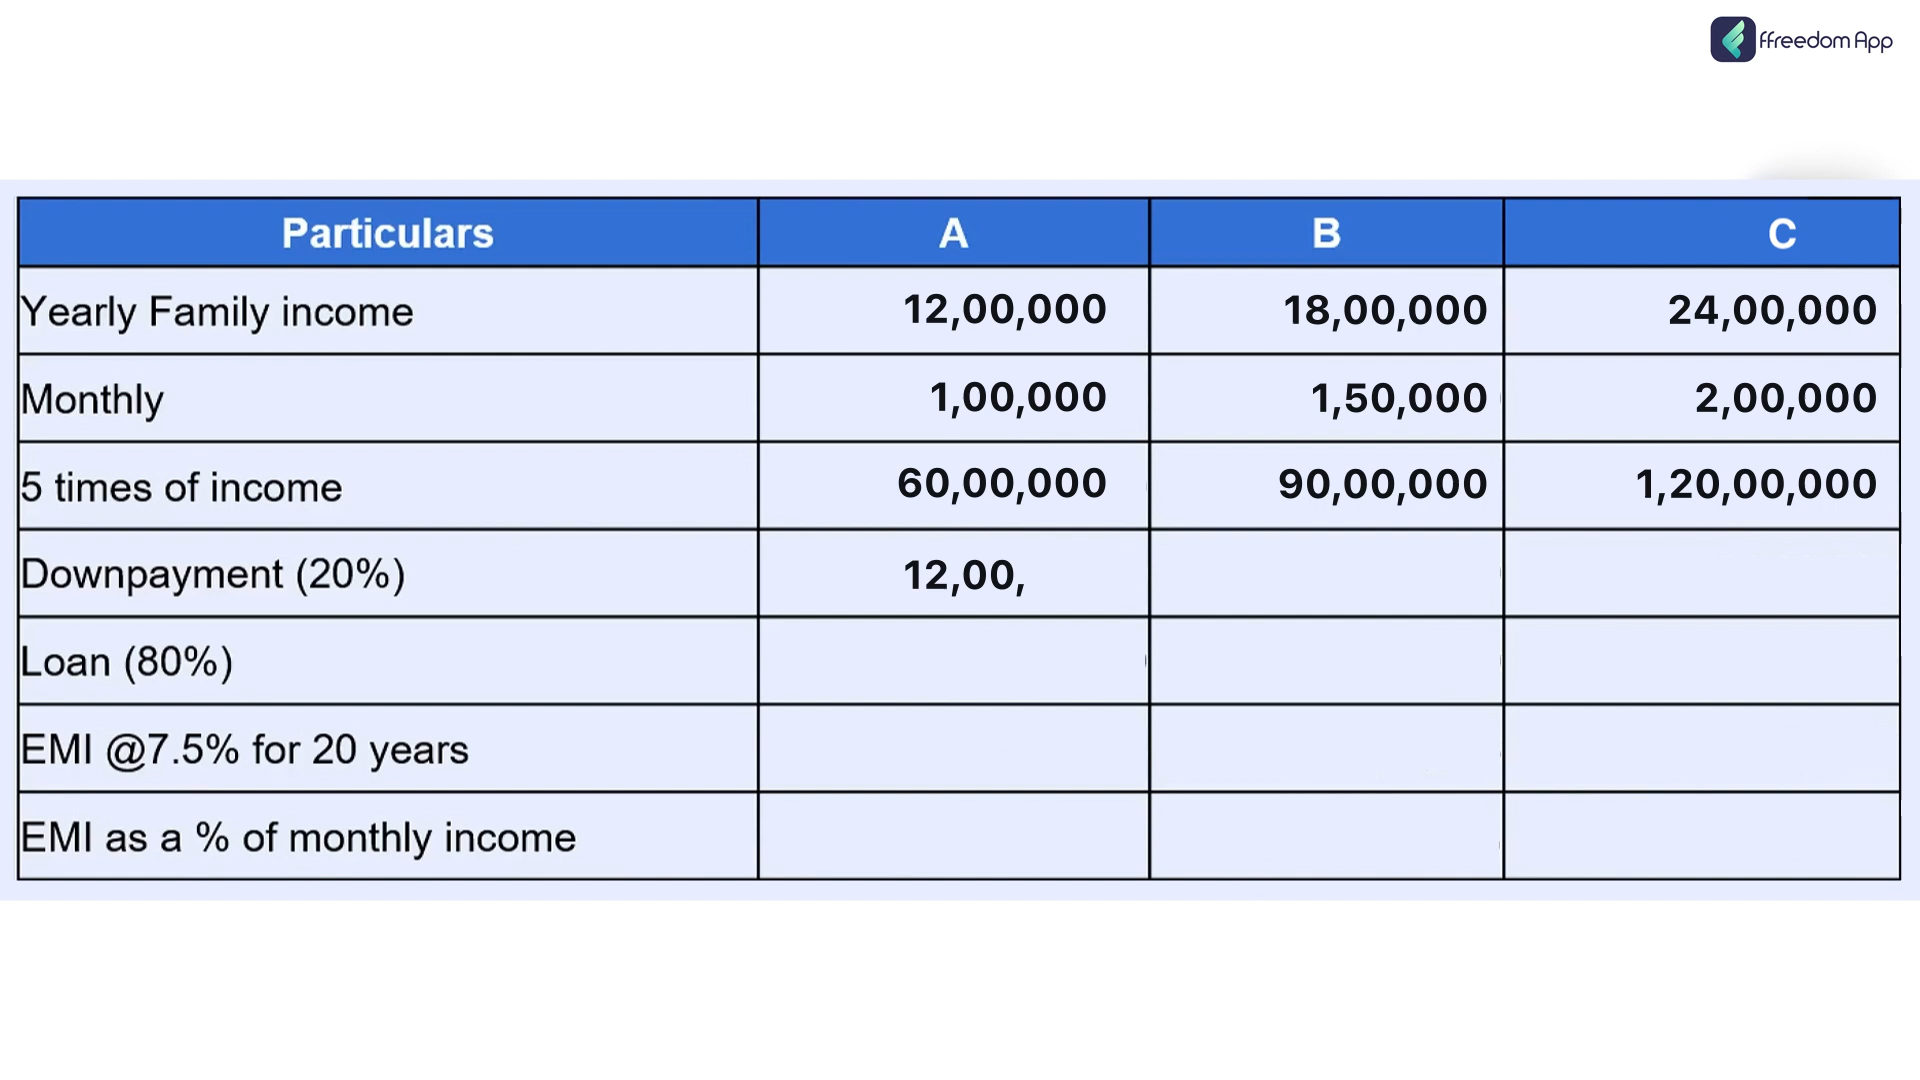 ffreedom App
Particulars A B C
Yearly Family income 12,00,000 18,00,000 24,00,000
Monthly 1,00,000 1,50,000 2,00,000
5 times of income 60,00,000 90,00,000 1,20,00,000
Downpayment (20%) 12,00,
Loan (80%)
EMI @7.5% for 20 years
EMI as a % of monthly income